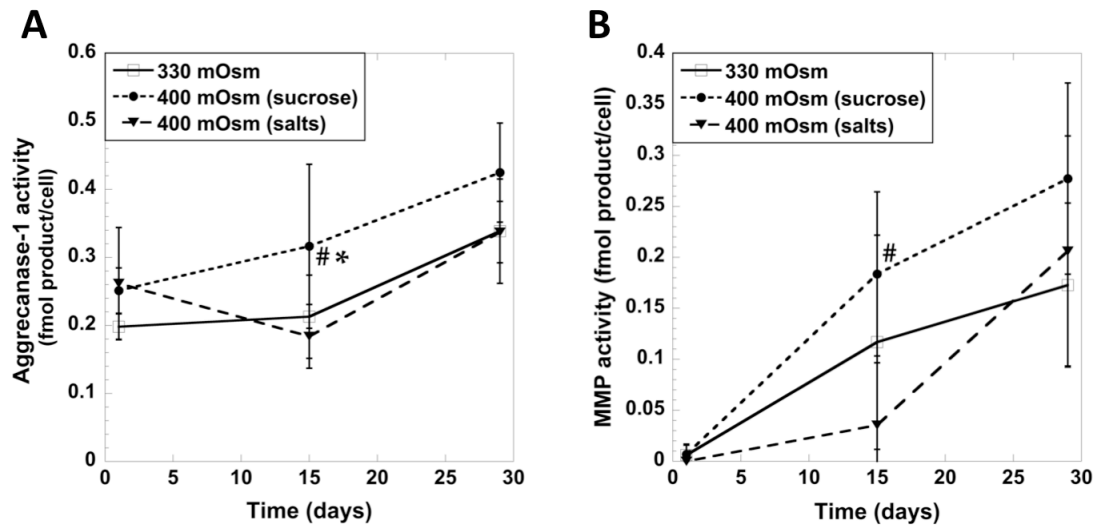 A
0.6
0.5
0.4
0.3
0.2
0.1
0
Aggrecanase-1 activity
(fmol product/cell)
330 mOsm
400 mOsm (sucrose)
400 mOsm (salts)
# *
0 5 10 15 20 25 30
Time (days)
B
0.4
0.35
0.3
0.25
0.2
0.15
0.1
0.05
0
MMP activity (fmol product/cell)
330 mOsm
400 mOsm (sucrose)
400 mOsm (salts)
#
0 5 10 15 20 25 30
Time (days)